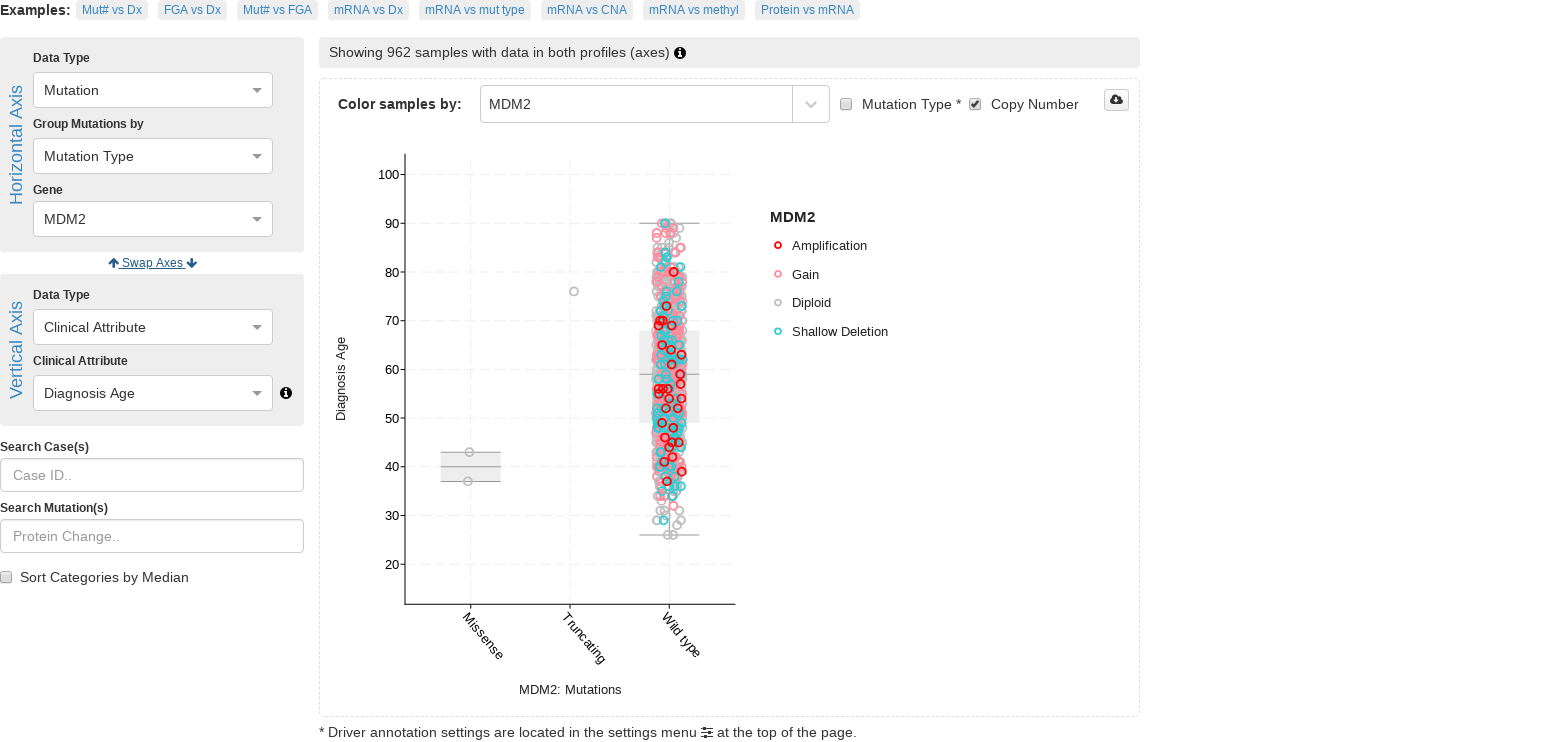 Examples: Mut# vs Dx FGA vs Dx Mut# vs FGA mRNA vs Dx mRNA vs mut type mRNA vs CNA mRNA vs methyl Protein vs mRNA
Horizontal Axis
Data Type
Mutation
Group Mutations by
Mutation Type
Gene
MDM2
Swap Axes
Vertical Axis
Data Type
Clinical Attribute
Clinical Attribute
Diagnosis Age
Search Case(s)
Case ID..
Search Mutation(s)
Protein Change..
Sort Categories by Median
Showing 962 samples with data in both profiles (axes)
Color samples by: MDM2 Mutation Type * Copy Number
Diagnosis Age
100
90
80
70
60
50
40
30
20
Missense
Truncating
Wild type
MDM2: Mutations
MDM2
Amplification
Gain
Diploid
Shallow Deletion
* Driver annotation settings are located in the settings menu at the top of the page.